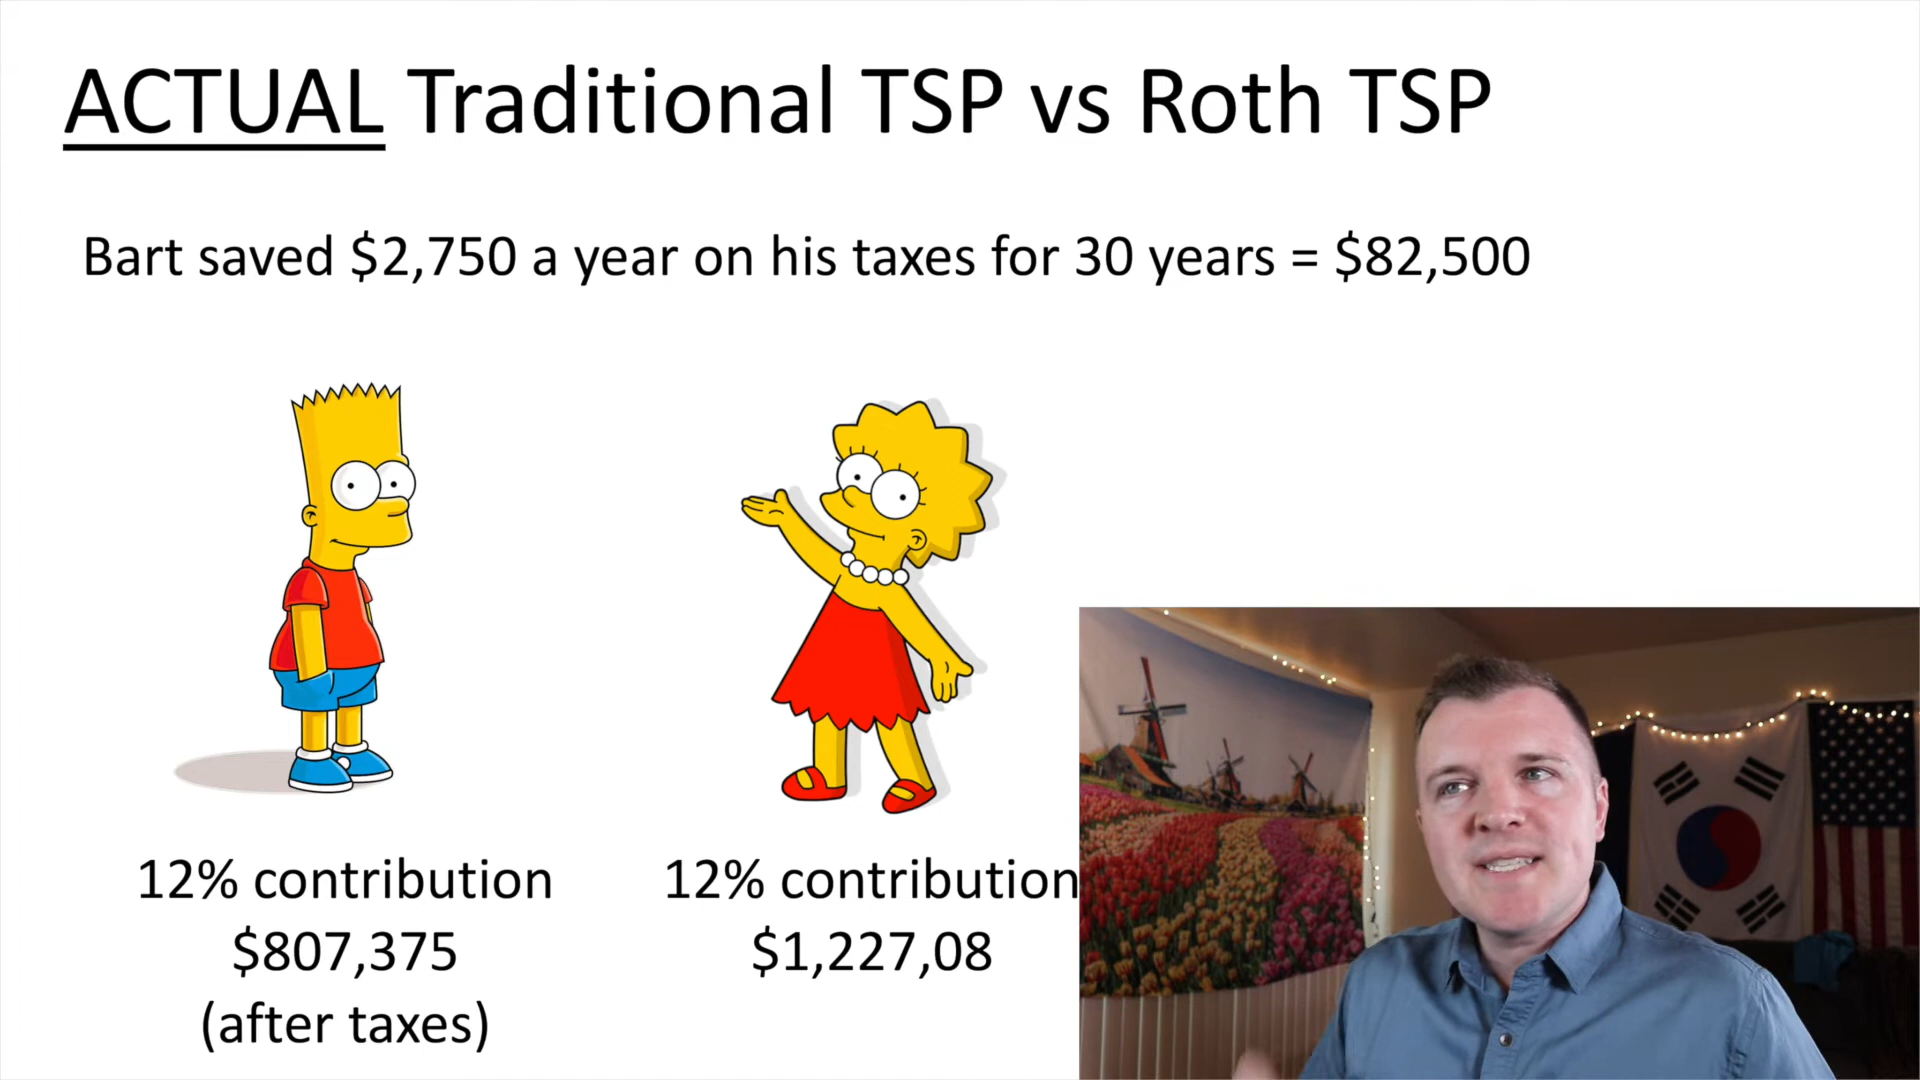 ACTUAL Traditional TSP vs Roth TSP
Bart saved $2,750 a year on his taxes for 30 years = $82,500
12% contribution
$807,375
(after taxes)
12% contribution
$1,227,08